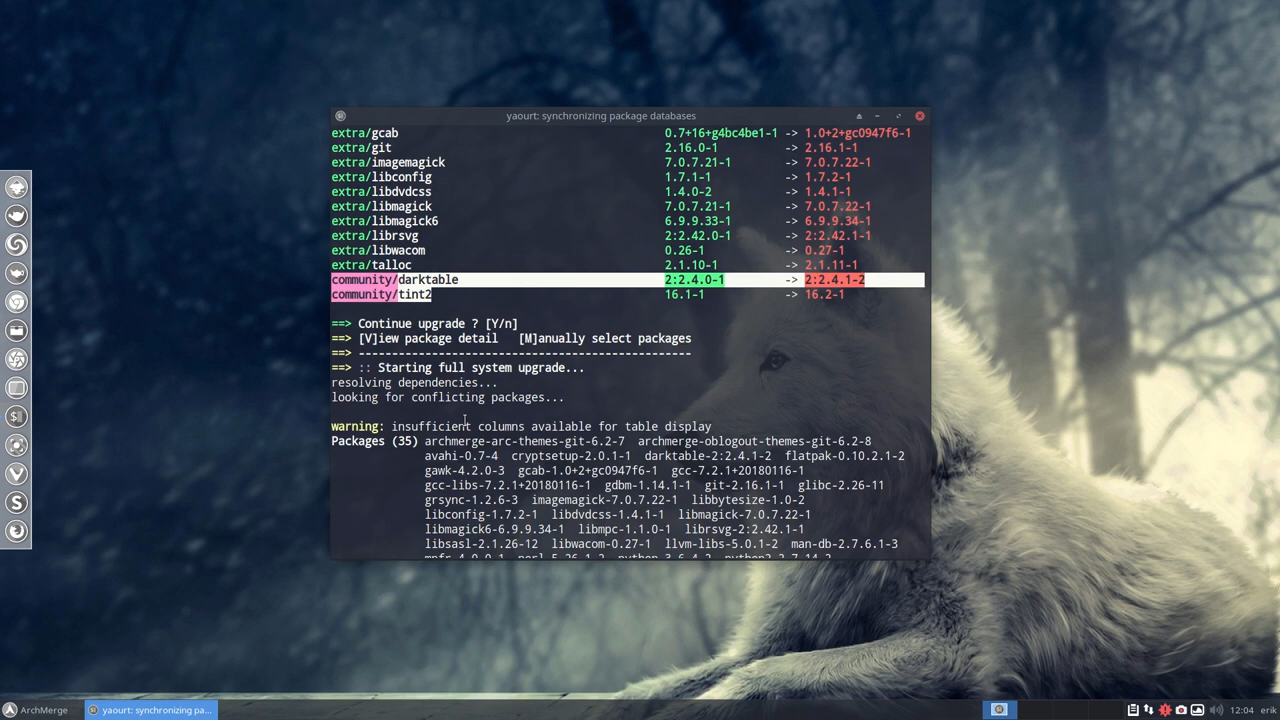 yaourt: synchronizing package databases
extra/gcab 0.7+16+g4bc4be1-1 -> 1.0+2+gc0947f6-1
extra/git 2.16.0-1 -> 2.16.1-1
extra/imagemagick 7.0.7.21-1 -> 7.0.7.22-1
extra/libconfig 1.7.1-1 -> 1.7.2-1
extra/libdvdcss 1.4.0-2 -> 1.4.1-1
extra/libmagick 7.0.7.21-1 -> 7.0.7.22-1
extra/libmagick6 6.9.9.33-1 -> 6.9.9.34-1
extra/librsvg 2:2.42.0-1 -> 2:2.42.1-1
extra/libwacom 0.26-1 -> 0.27-1
extra/talloc 2.1.10-1 -> 2.1.11-1
community/darktable 2:2.4.0-1 -> 2:2.4.1-2
community/tint2 16.1-1 -> 16.2-1
==> Continue upgrade ? [Y/n]
==> [V]iew package detail [M]anually select packages
==> --------------------------------------------------
==> :: Starting full system upgrade...
resolving dependencies...
looking for conflicting packages...
warning: insufficient columns available for table display
Packages (35) archmerge-arc-themes-git-6.2-7 archmerge-oblogout-themes-git-6.2-8
avahi-0.7-4 cryptsetup-2.0.1-1 darktable-2:2.4.1-2 flatpak-0.10.2.1-2
gawk-4.2.0-3 gcab-1.0+2+gc0947f6-1 gcc-7.2.1+20180116-1
gcc-libs-7.2.1+20180116-1 gdbm-1.14.1-1 git-2.16.1-1 glibc-2.26-11
grsync-1.2.6-3 imagemagick-7.0.7.22-1 libbytesize-1.0-2
libconfig-1.7.2-1 libdvdcss-1.4.1-1 libmagick-7.0.7.22-1
libmagick6-6.9.9.34-1 libmpc-1.1.0-1 librsvg-2:2.42.1-1
libsasl-2.1.26-12 libwacom-0.27-1 llvm-libs-5.0.1-2 man-db-2.7.6.1-3
ArchMerge
yaourt: synchronizing pa...
12:04
erik